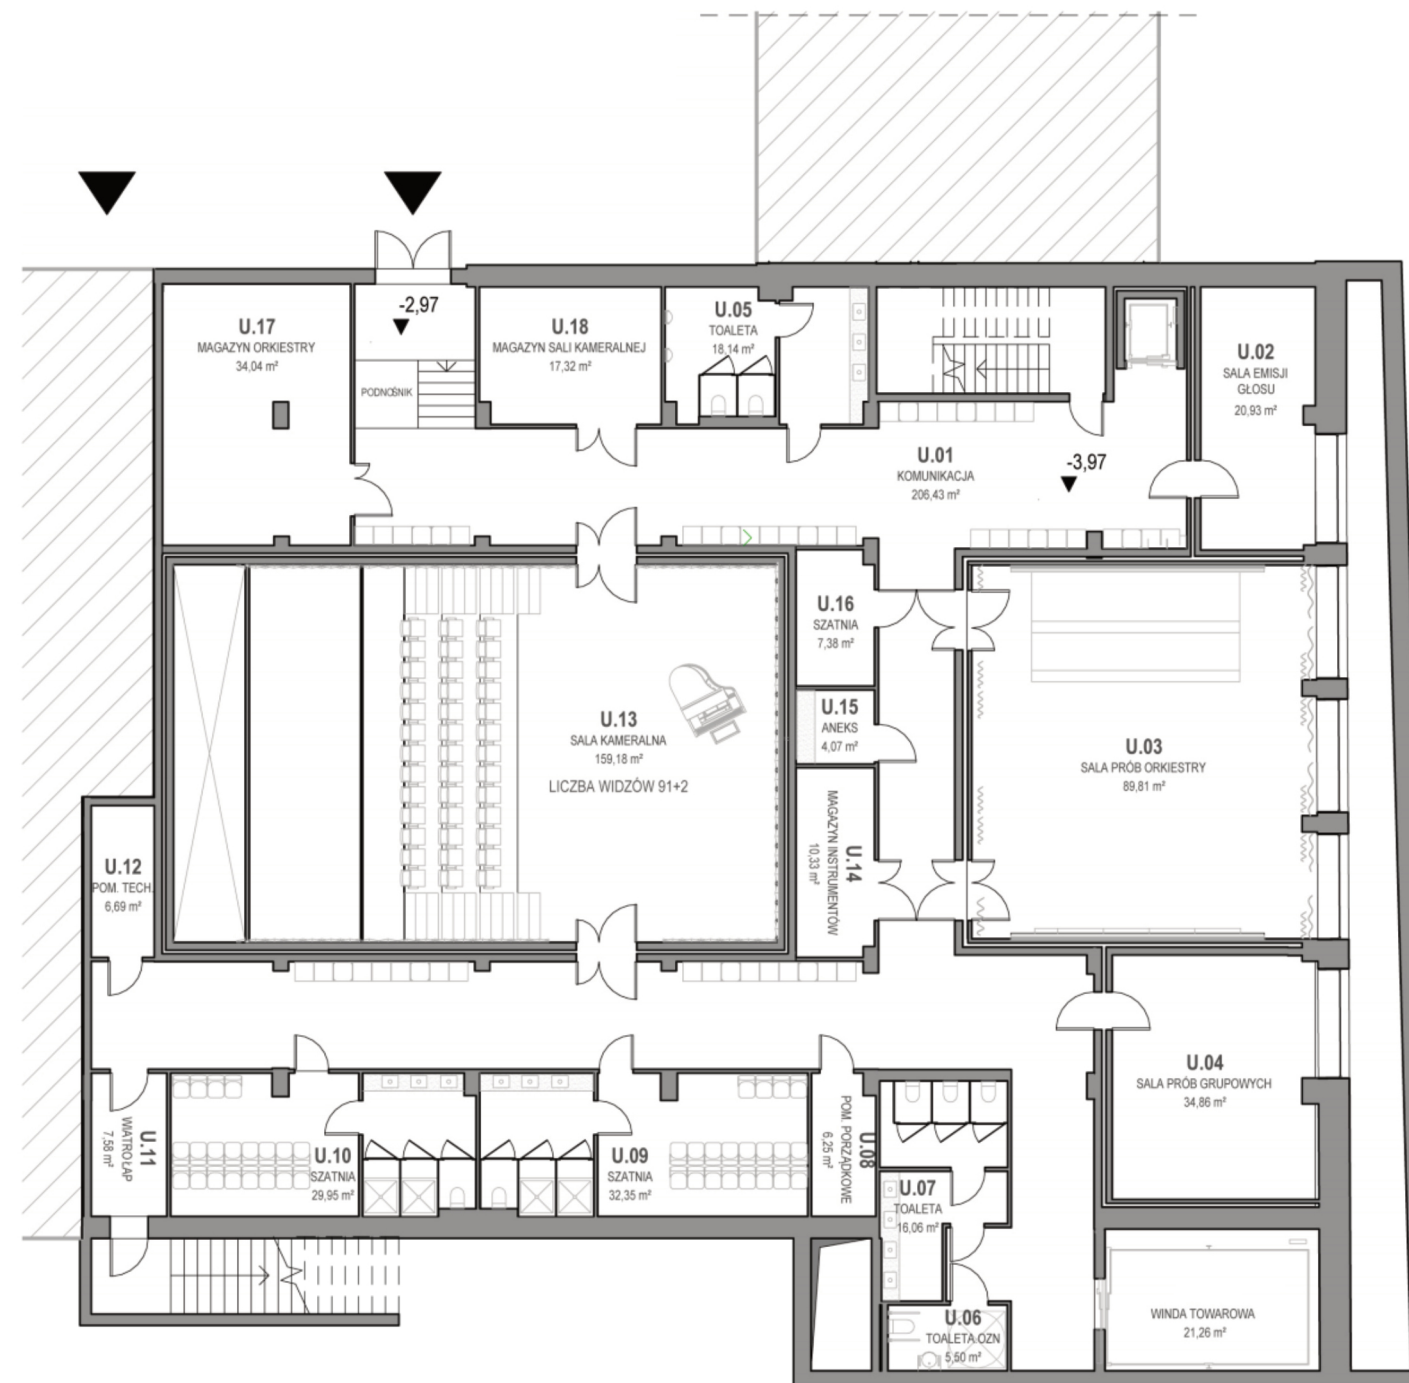 -2,97
U.17
MAGAZYN ORKIESTRY
34,04 m²
PODNOŚNIK
U.18
MAGAZYN SALI KAMERALNEJ
17,32 m²
U.05
TOALETA
18,14 m²
U.02
SALA EMISJI
GŁOSU
20,93 m²
U.01
KOMUNIKACJA
206,43 m²
-3,97
U.16
SZATNIA
7,38 m²
U.15
ANEKS
4,07 m²
U.13
SALA KAMERALNA
159,18 m²
LICZBA WIDZÓW 91+2
U.03
SALA PRÓB ORKIESTRY
89,81 m²
U.14
MAGAZYN INSTRUMENTÓW
10,33 m²
U.12
POM. TECH.
6,69 m²
U.04
SALA PRÓB GRUPOWYCH
34,86 m²
U.11
WIATROŁAP
7,58 m²
U.10
SZATNIA
29,95 m²
U.09
SZATNIA
32,35 m²
U.08
POM. PORZĄDKOWE
6,25 m²
U.07
TOALETA
16,06 m²
U.06
TOALETA OZN
5,50 m²
WINDA TOWAROWA
21,26 m²